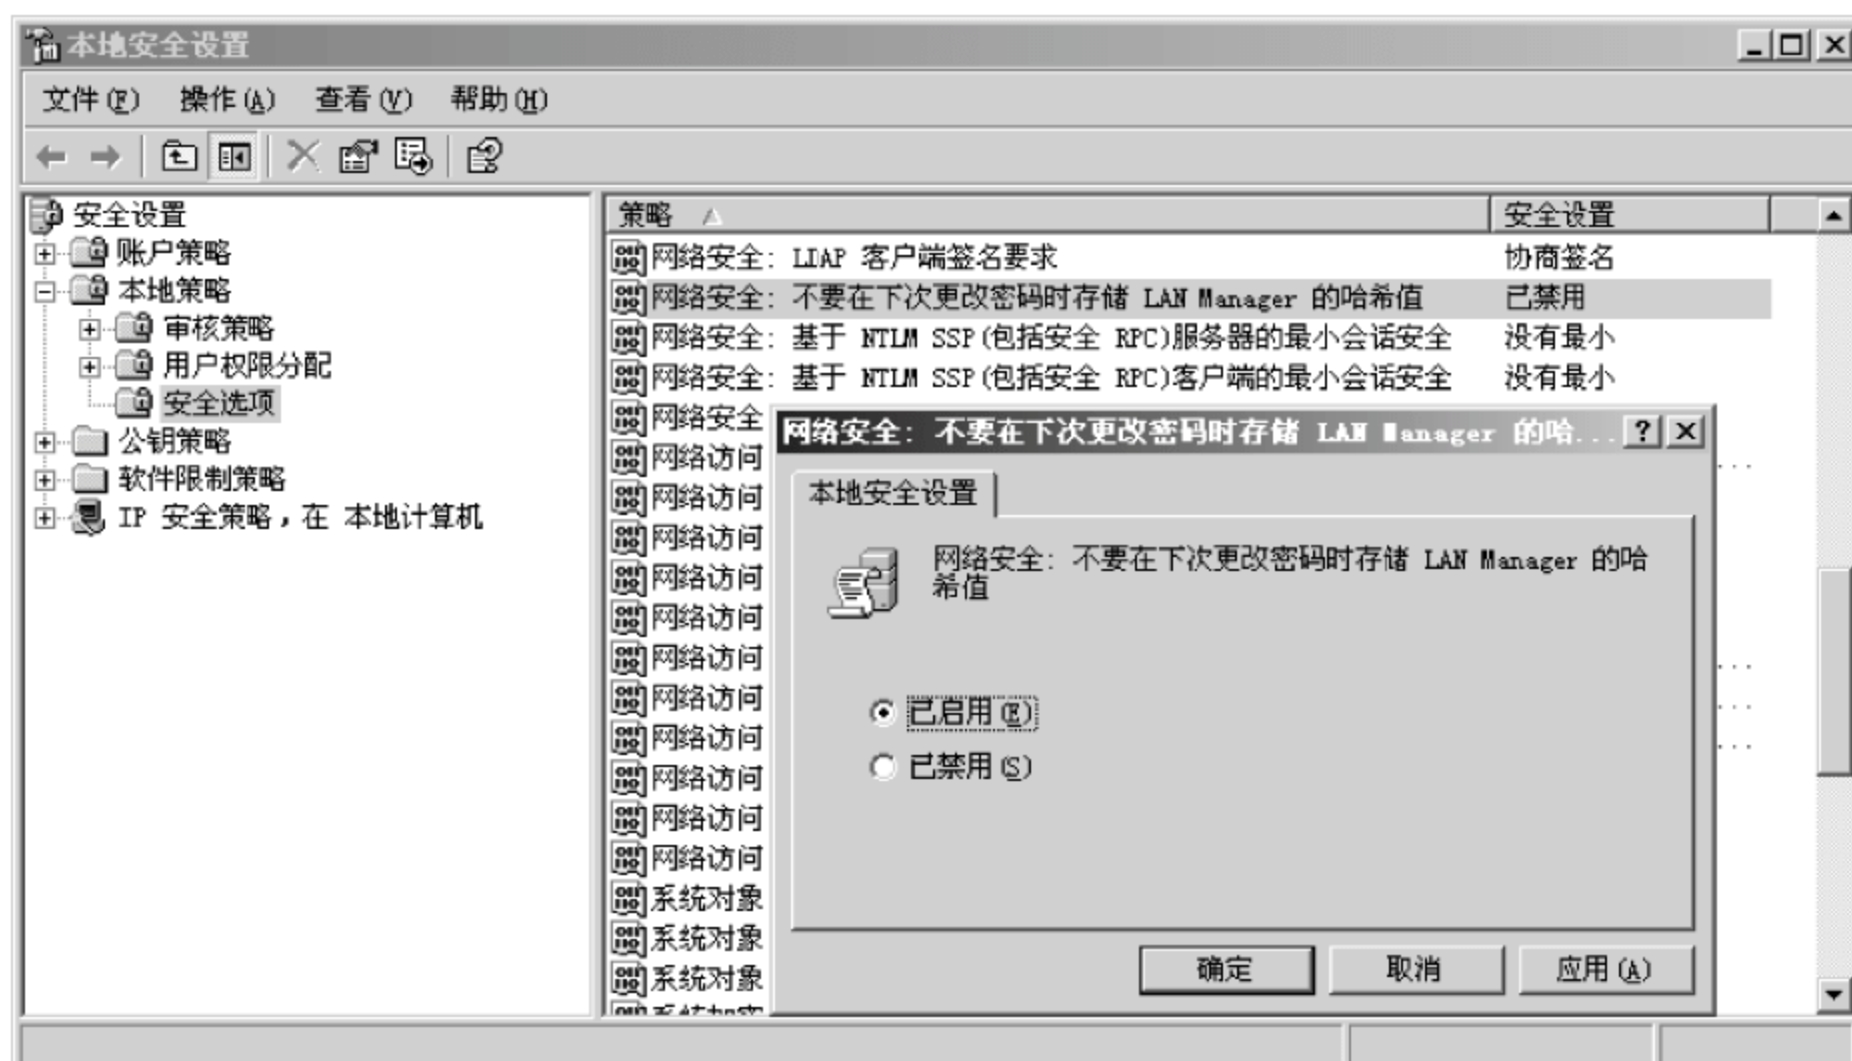 本地安全设置
文件(F) 操作(A) 查看(V) 帮助(H)
安全设置
账户策略
本地策略
审核策略
用户权限分配
安全选项
公钥策略
软件限制策略
IP 安全策略，在 本地计算机
策略 安全设置
网络安全: LDAP 客户端签名要求 协商签名
网络安全: 不要在下次更改密码时存储 LAN Manager 的哈希值 已禁用
网络安全: 基于 NTLM SSP(包括安全 RPC)服务器的最小会话安全 没有最小
网络安全: 基于 NTLM SSP(包括安全 RPC)客户端的最小会话安全 没有最小
网络安全
网络访问 ...
网络访问
网络访问
网络访问
网络访问
网络访问 ...
网络访问 ...
网络访问 ...
网络访问
网络访问
网络访问
系统对象
系统对象
系统对象
网络安全: 不要在下次更改密码时存储 LAN Manager 的哈...
本地安全设置
网络安全: 不要在下次更改密码时存储 LAN Manager 的哈
希值
已启用(E)
已禁用(S)
确定 取消 应用(A)